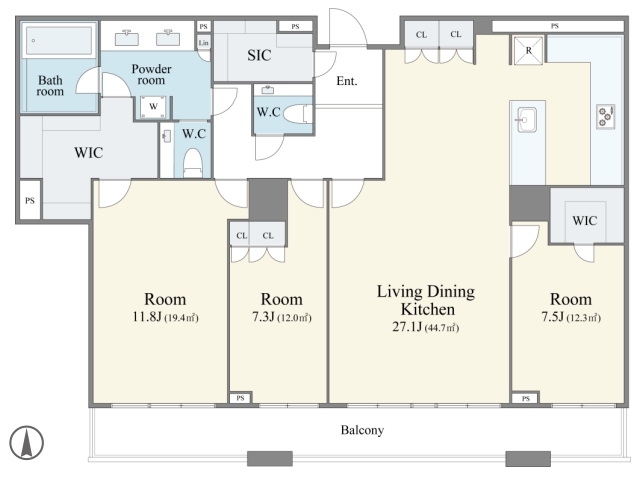 PS
PS
PS
CL
CL
Lin
SIC
R
Bath
room
Powder
room
Ent.
W
W.C
W.C
WIC
PS
WIC
CL
CL
Room
11.8J (19.4㎡)
Room
7.3J (12.0㎡)
Living Dining
Kitchen
27.1J (44.7㎡)
Room
7.5J (12.3㎡)
PS
PS
Balcony